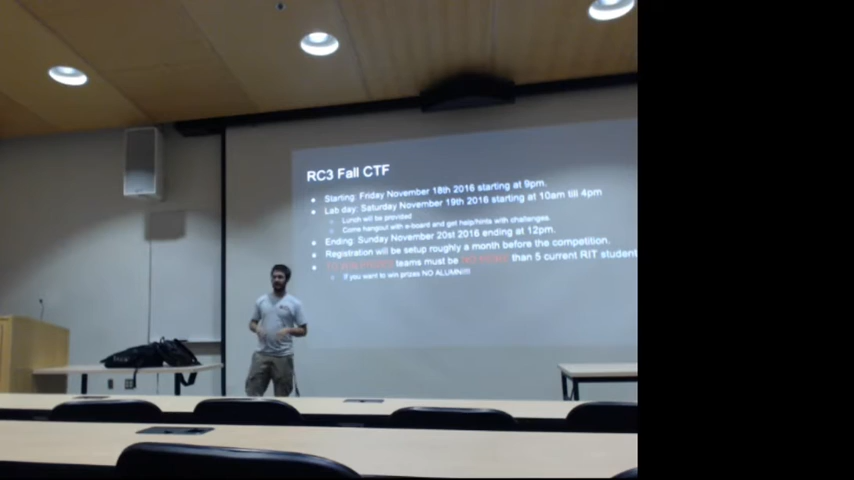 RC3 Fall CTF
Starting: Friday November 18th 2016 starting at 9pm.
Lab day: Saturday November 19th 2016 starting at 10am till 4pm
Lunch will be provided
Come hangout with e-board and get help/hints with challenges.
Ending: Sunday November 20st 2016 ending at 12pm.
Registration will be setup roughly a month before the competition.
teams must be than 5 current RIT student
If you want to win prizes NO ALUMNI!!!